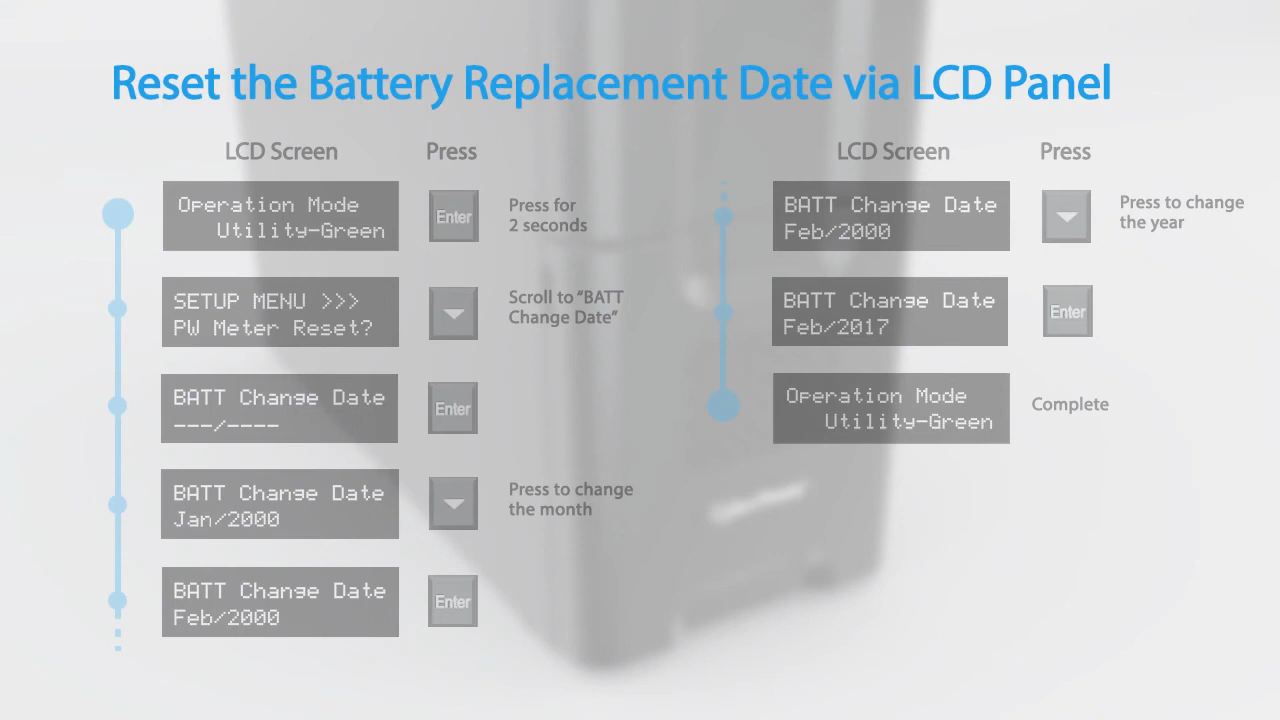 Reset the Battery Replacement Date via LCD Panel
LCD Screen Press
Operation Mode
Utility-Green
Enter
Press for
2 seconds
SETUP MENU >>>
PW Meter Reset?
Scroll to “BATT
Change Date”
BATT Change Date
---/----
Enter
BATT Change Date
Jan/2000
Press to change
the month
BATT Change Date
Feb/2000
Enter
LCD Screen Press
BATT Change Date
Feb/2000
Press to change
the year
BATT Change Date
Feb/2017
Enter
Operation Mode
Utility-Green
Complete